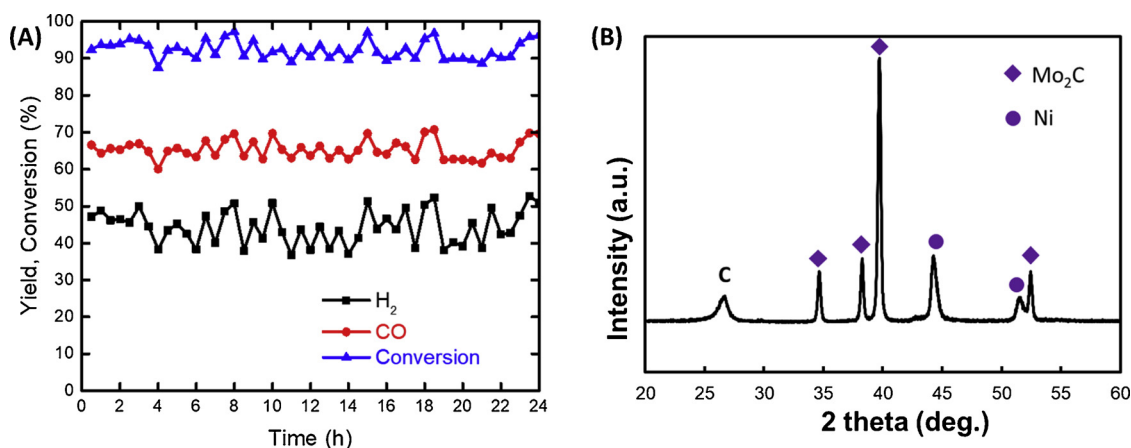 (A)
Yield, Conversion (%)
100
90
80
70
60
50
40
30
20
10
0
H₂
CO
Conversion
0 2 4 6 8 10 12 14 16 18 20 22 24
Time (h)
(B)
Intensity (a.u.)
Mo₂C
Ni
C
20 25 30 35 40 45 50 55 60
2 theta (deg.)